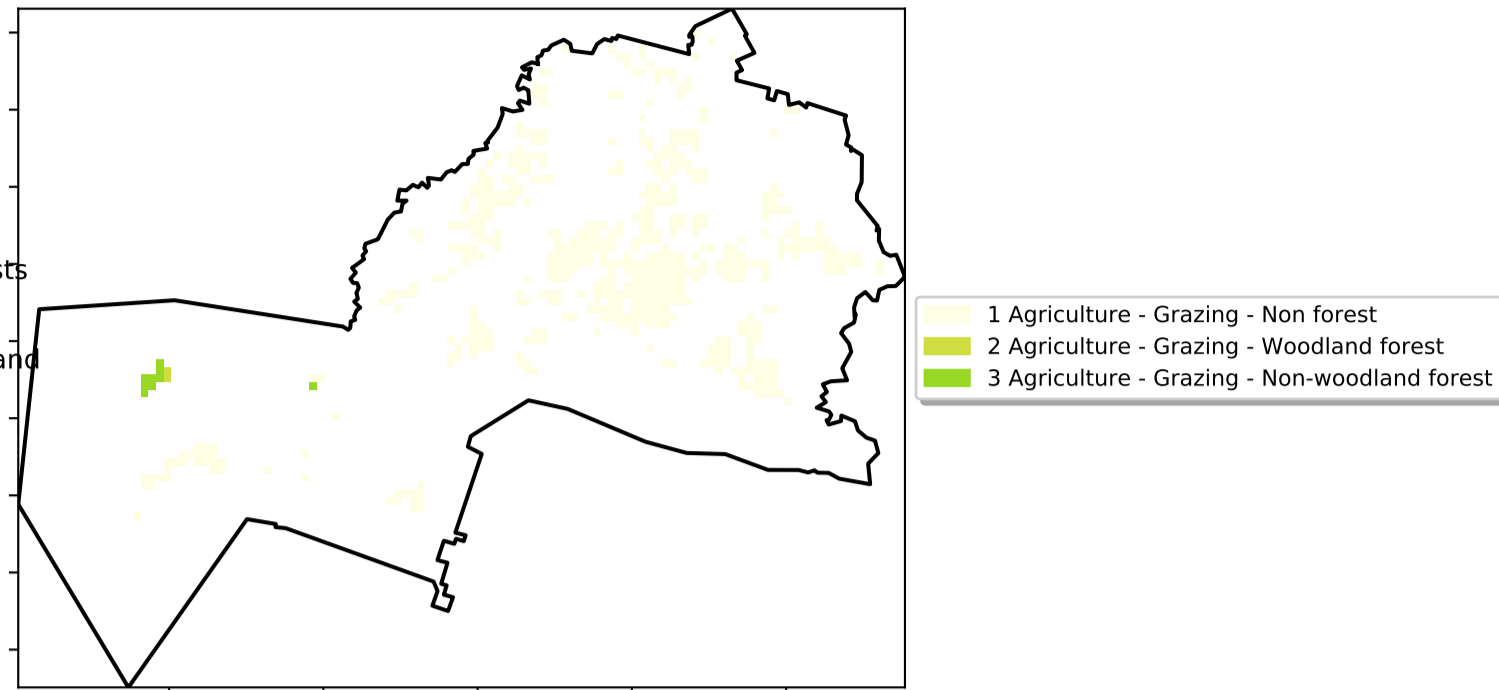 sts
and
1 Agriculture - Grazing - Non forest
2 Agriculture - Grazing - Woodland forest
3 Agriculture - Grazing - Non-woodland forest